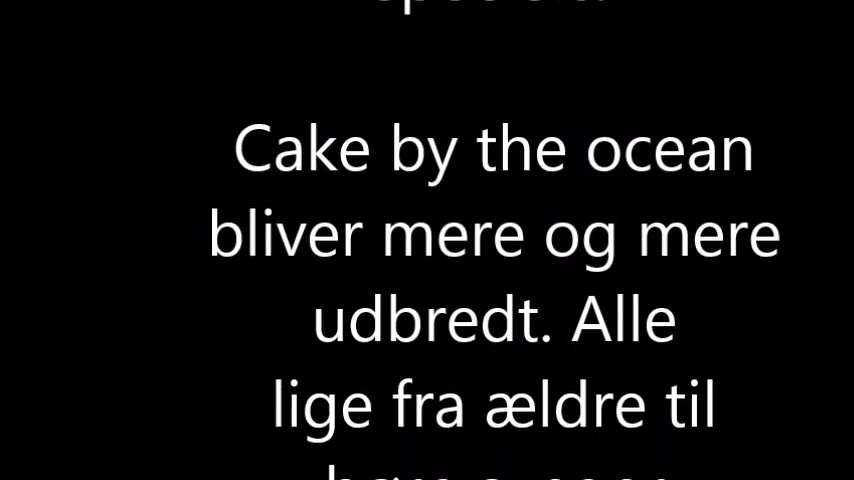 Cake by the ocean
bliver mere og mere
udbredt. Alle
lige fra ældre til